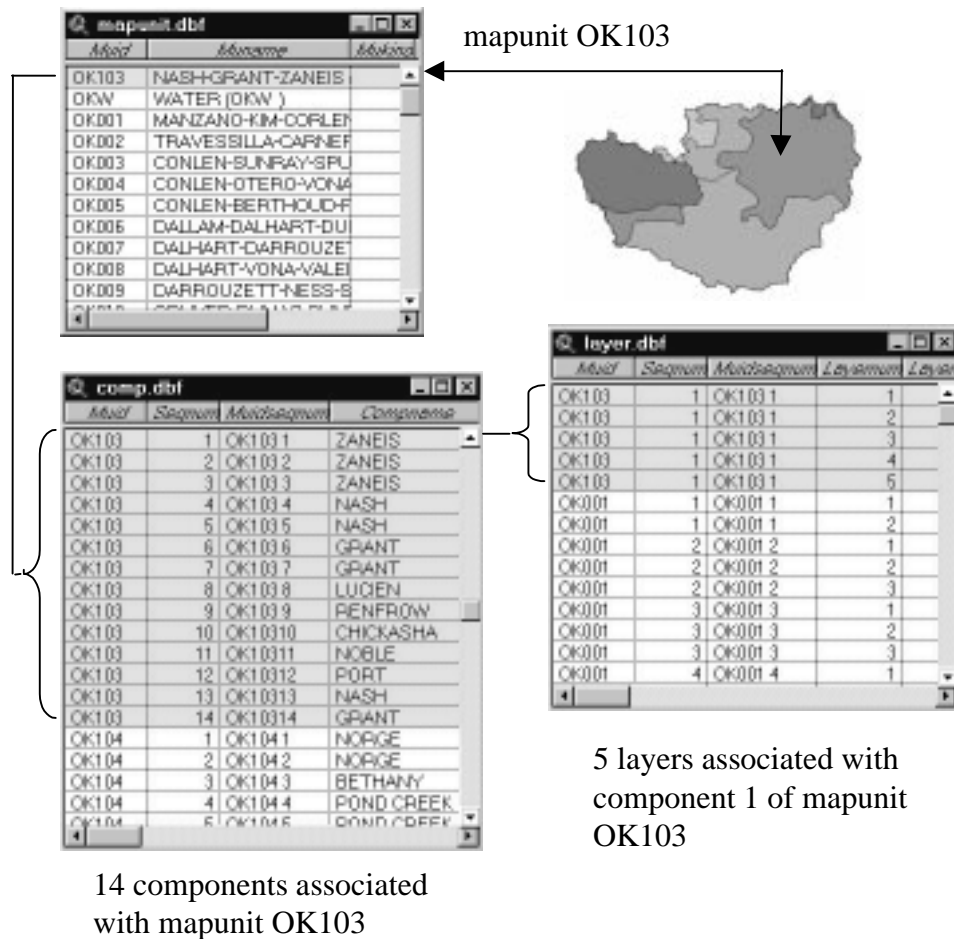 mapunit.dbf
Muid Muname Mukind
OK103 NASH-GRANT-ZANEIS
OKW WATER (OKW )
OK001 MANZANO-KIM-CORLEN
OK002 TRAVESSILLA-CARNER
OK003 CONLEN-SUNRAY-SPU
OK004 CONLEN-OTERO-VONA
OK005 CONLEN-BERTHOUD-P
OK006 DALLAM-DALHART-DU
OK007 DALHART-DARROUZET
OK008 DALHART-VONA-VALE
OK009 DARROUZETT-NESS-S
mapunit OK103
comp.dbf
Muid Seqnum Muidseqnum Compname
OK103 1 OK103 1 ZANEIS
OK103 2 OK103 2 ZANEIS
OK103 3 OK103 3 ZANEIS
OK103 4 OK103 4 NASH
OK103 5 OK103 5 NASH
OK103 6 OK103 6 GRANT
OK103 7 OK103 7 GRANT
OK103 8 OK103 8 LUCIEN
OK103 9 OK103 9 RENFROW
OK103 10 OK10310 CHICKASHA
OK103 11 OK10311 NOBLE
OK103 12 OK10312 PORT
OK103 13 OK10313 NASH
OK103 14 OK10314 GRANT
OK104 1 OK104 1 NORGE
OK104 2 OK104 2 NORGE
OK104 3 OK104 3 BETHANY
OK104 4 OK104 4 POND CREEK
OK104 5 OK104 5 POND CREEK
14 components associated
with mapunit OK103
layer.dbf
Muid Seqnum Muidseqnum Layernum Layer
OK103 1 OK103 1 1
OK103 1 OK103 1 2
OK103 1 OK103 1 3
OK103 1 OK103 1 4
OK103 1 OK103 1 5
OK001 1 OK001 1 1
OK001 1 OK001 1 2
OK001 2 OK001 2 1
OK001 2 OK001 2 2
OK001 2 OK001 2 3
OK001 3 OK001 3 1
OK001 3 OK001 3 2
OK001 3 OK001 3 3
OK001 4 OK001 4 1
5 layers associated with
component 1 of mapunit
OK103